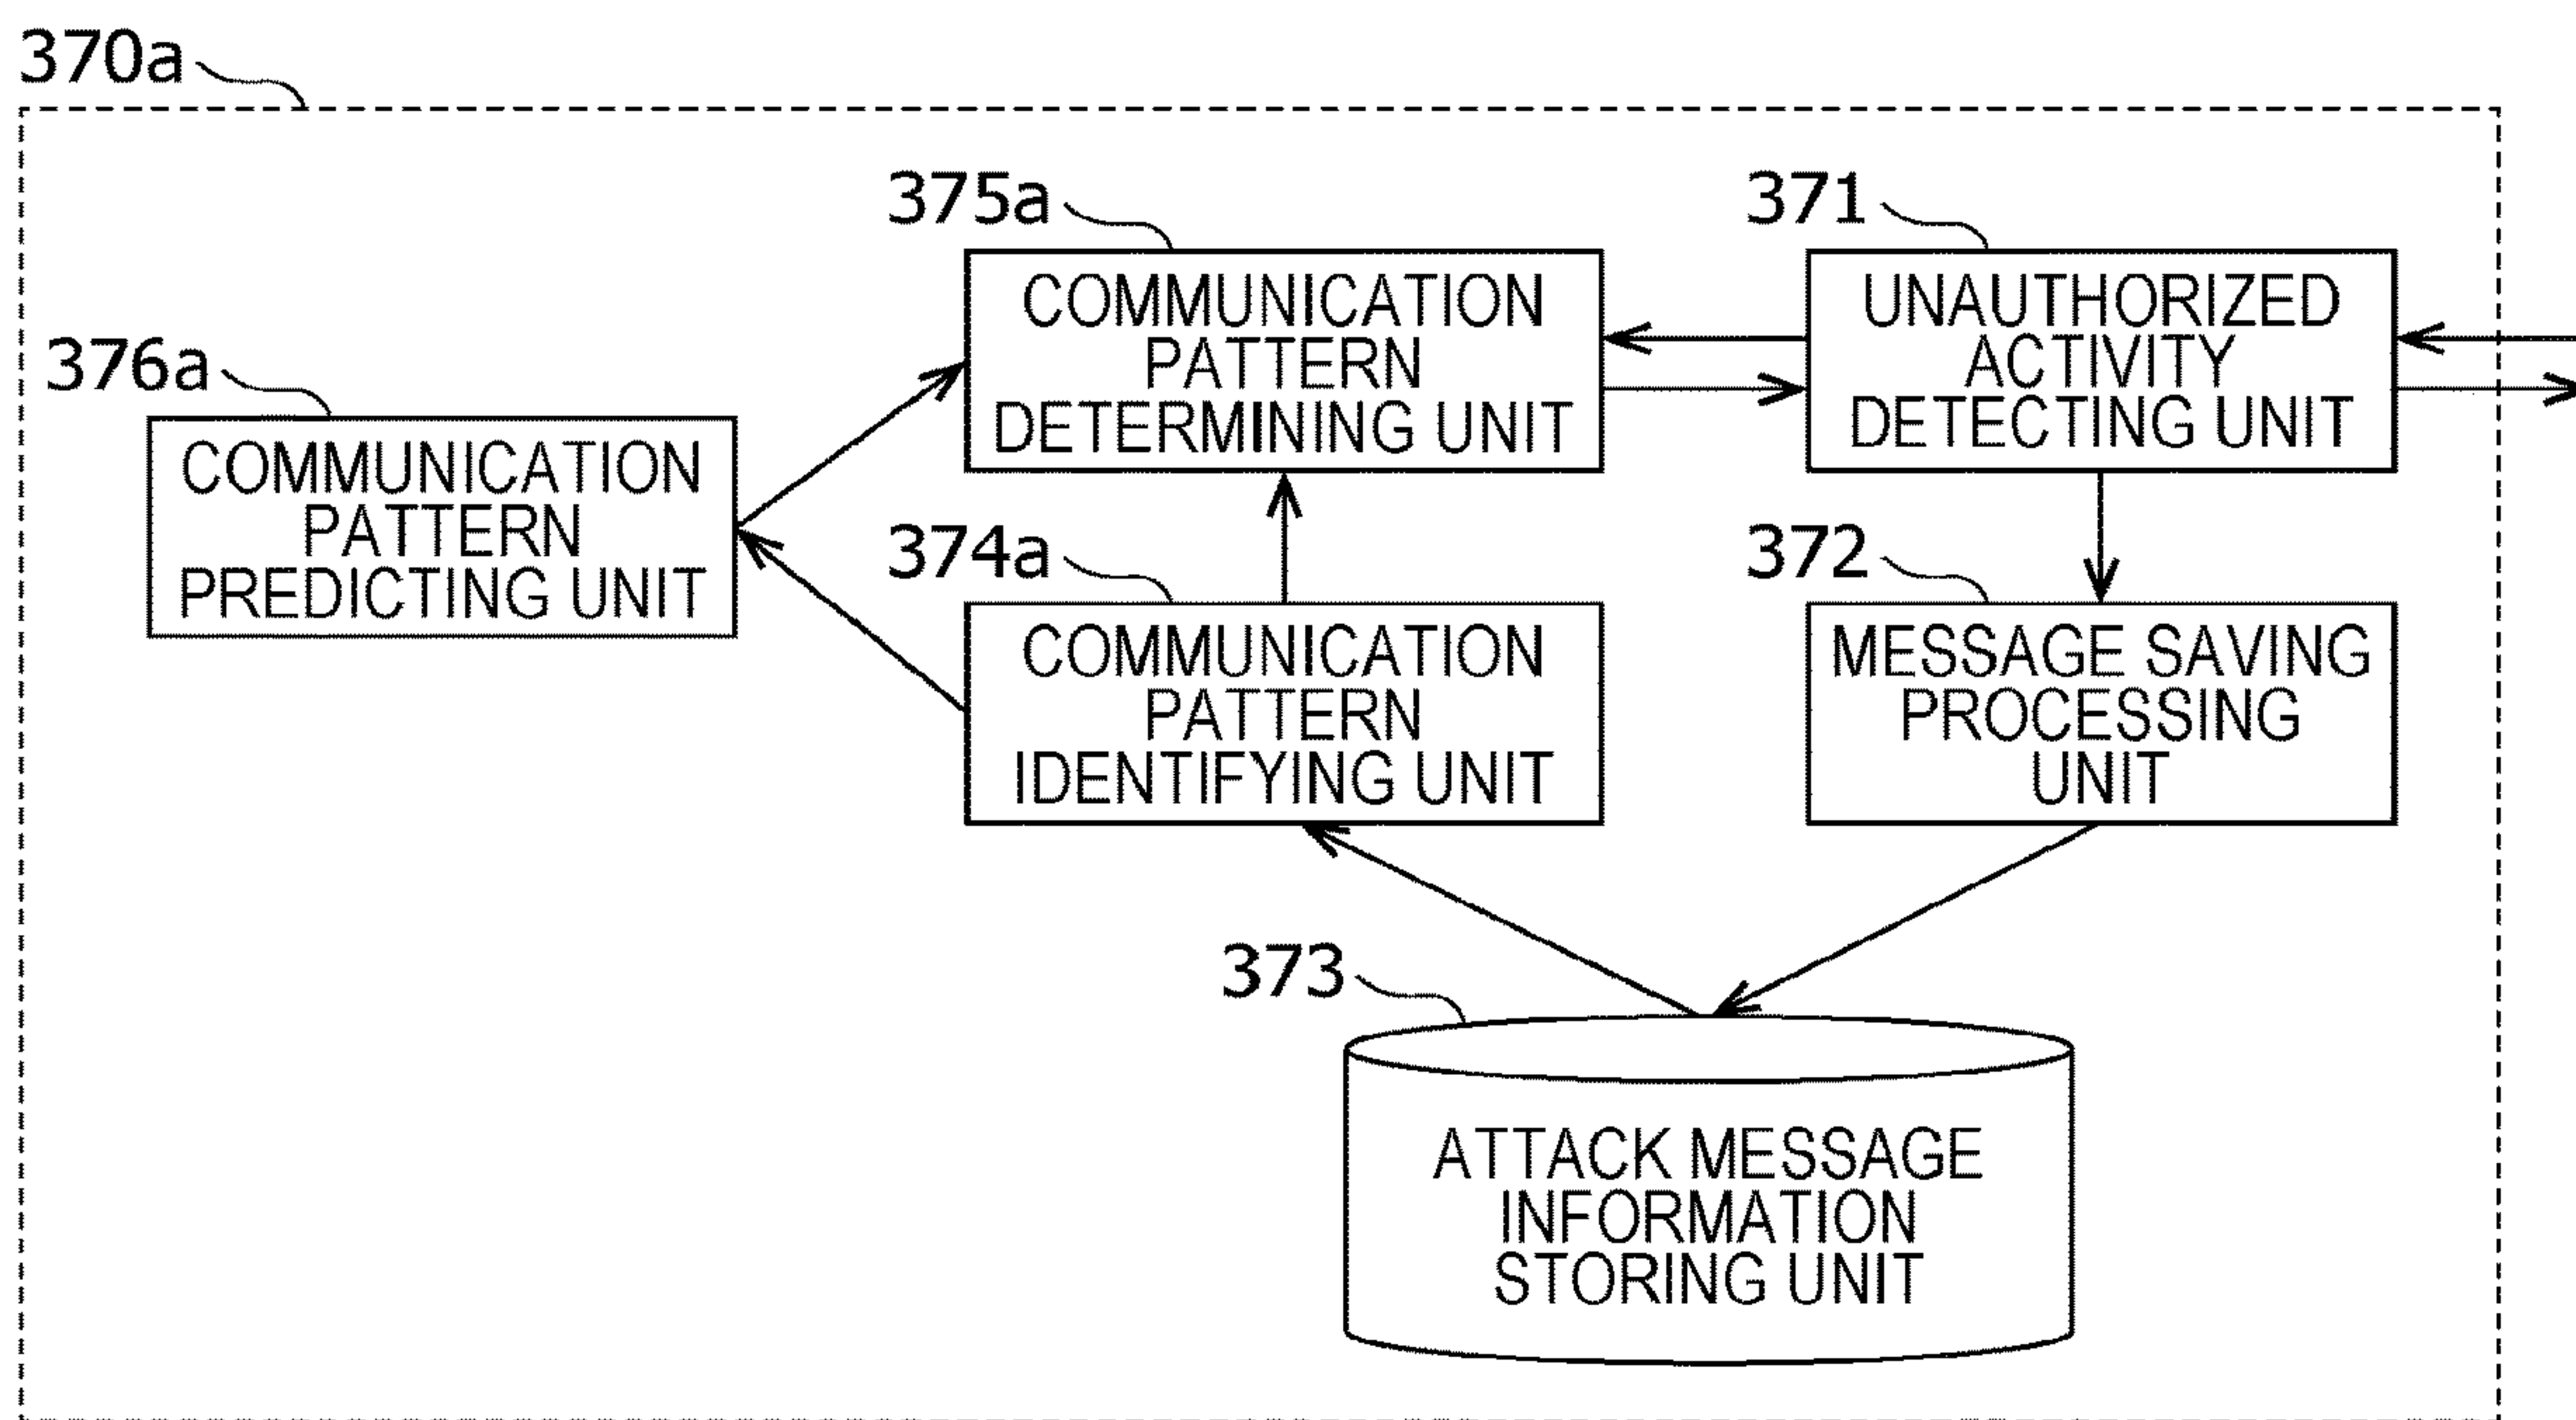 370a
375a
COMMUNICATION
PATTERN
DETERMINING UNIT
371
UNAUTHORIZED
ACTIVITY
DETECTING UNIT
376a
COMMUNICATION
PATTERN
PREDICTING UNIT
374a
COMMUNICATION
PATTERN
IDENTIFYING UNIT
372
MESSAGE SAVING
PROCESSING
UNIT
373
ATTACK MESSAGE
INFORMATION
STORING UNIT